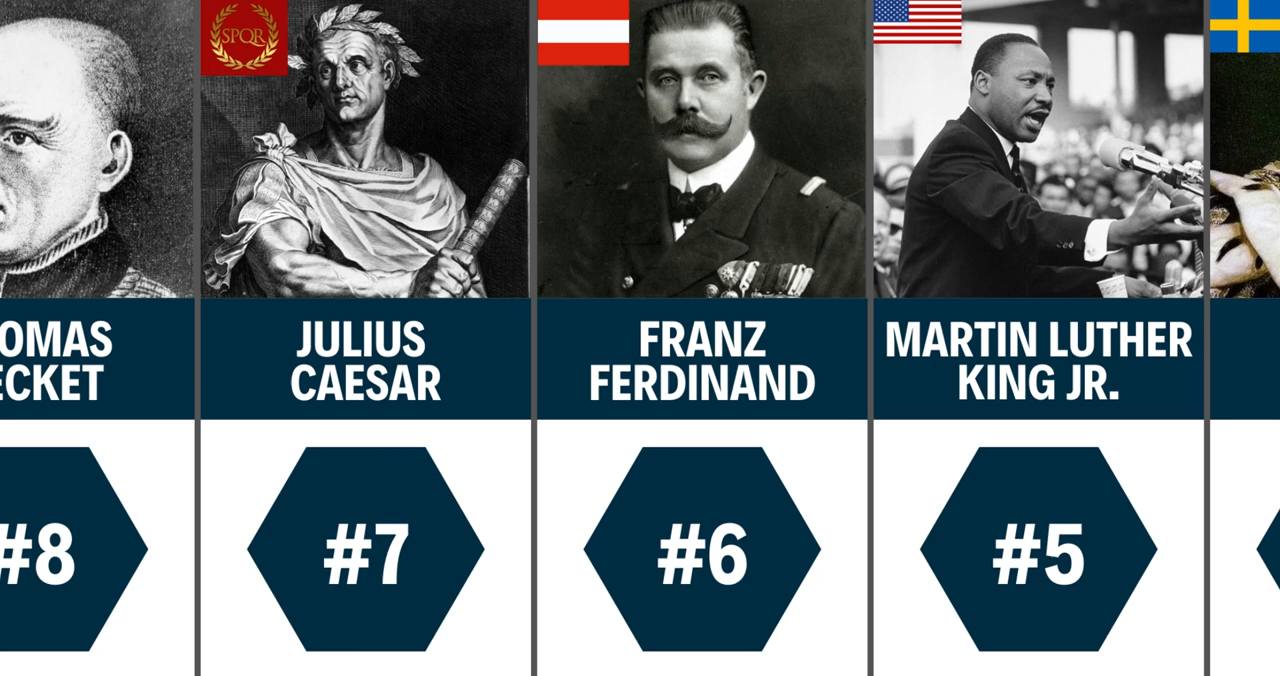 SPQR
OMAS
ECKET
JULIUS
CAESAR
FRANZ
FERDINAND
MARTIN LUTHER
KING JR.
#8
#7
#6
#5